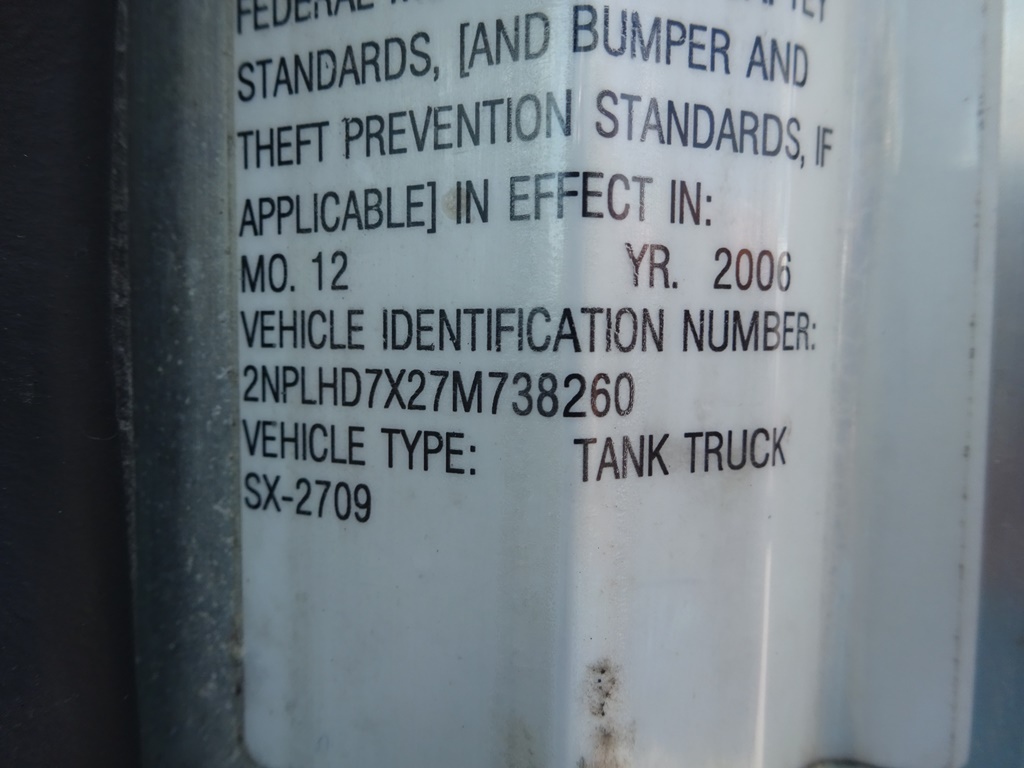 FEDERAL
STANDARDS, [AND BUMPER AND
THEFT PREVENTION STANDARDS, IF
APPLICABLE] IN EFFECT IN:
MO. 12 YR. 2006
VEHICLE IDENTIFICATION NUMBER:
2NPLHD7X27M738260
VEHICLE TYPE: TANK TRUCK
SX-2709